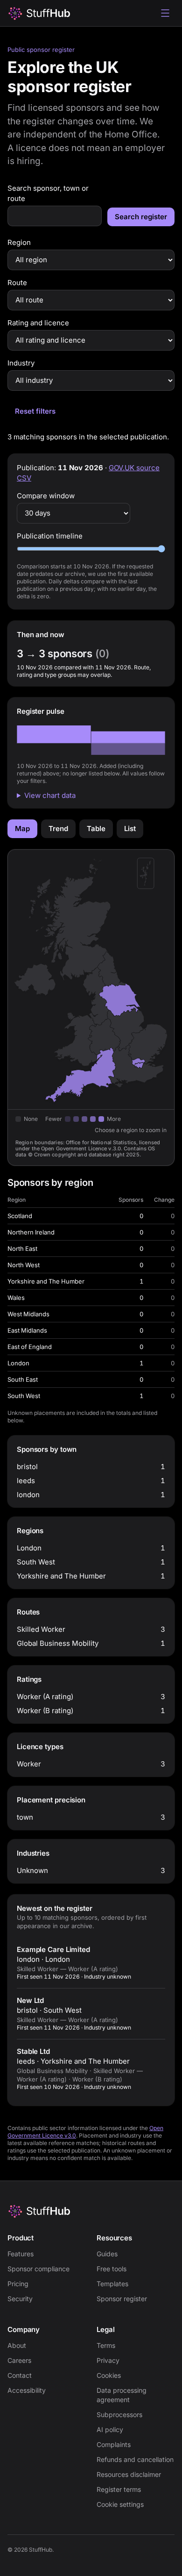 StuffHub
Public sponsor register
Explore the UK
sponsor register
Find licensed sponsors and see how
the register changes over time. We
are independent of the Home Office.
A licence does not mean an employer
is hiring.
Search sponsor, town or
route
Search register
Region
All region
Route
All route
Rating and licence
All rating and licence
Industry
All industry
Reset filters
3 matching sponsors in the selected publication.
Publication: 11 Nov 2026 · GOV.UK source
CSV
Compare window
30 days
Publication timeline
Comparison starts at 10 Nov 2026. If the requested
date predates our archive, we use the first available
publication. Daily deltas compare with the last
publication on a previous day; with no earlier day, the
delta is zero.
Then and now
3 → 3 sponsors (0)
10 Nov 2026 compared with 11 Nov 2026. Route,
rating and type groups may overlap.
Register pulse
10 Nov 2026 to 11 Nov 2026. Added (including
returned) above; no longer listed below. All values follow
your filters.
▶ View chart data
Map Trend Table List
None Fewer More
Choose a region to zoom in
Region boundaries: Office for National Statistics, licensed
under the Open Government Licence v.3.0. Contains OS
data © Crown copyright and database right 2025.
Sponsors by region
Region Sponsors Change
Scotland 0 0
Northern Ireland 0 0
North East 0 0
North West 0 0
Yorkshire and The Humber 1 0
Wales 0 0
West Midlands 0 0
East Midlands 0 0
East of England 0 0
London 1 0
South East 0 0
South West 1 0
Unknown placements are included in the totals and listed
below.
Sponsors by town
bristol 1
leeds 1
london 1
Regions
London 1
South West 1
Yorkshire and The Humber 1
Routes
Skilled Worker 3
Global Business Mobility 1
Ratings
Worker (A rating) 3
Worker (B rating) 1
Licence types
Worker 3
Placement precision
town 3
Industries
Unknown 3
Newest on the register
Up to 10 matching sponsors, ordered by first
appearance in our archive.
Example Care Limited
london · London
Skilled Worker — Worker (A rating)
First seen 11 Nov 2026 · Industry unknown
New Ltd
bristol · South West
Skilled Worker — Worker (A rating)
First seen 11 Nov 2026 · Industry unknown
Stable Ltd
leeds · Yorkshire and The Humber
Global Business Mobility · Skilled Worker —
Worker (A rating) · Worker (B rating)
First seen 10 Nov 2026 · Industry unknown
Contains public sector information licensed under the Open
Government Licence v3.0. Placement and industry use the
latest available reference matches; historical routes and
ratings use the selected publication. An unknown placement or
industry means no confident match is available.
StuffHub
Product
Features
Sponsor compliance
Pricing
Security
Resources
Guides
Free tools
Templates
Sponsor register
Company
About
Careers
Contact
Accessibility
Legal
Terms
Privacy
Cookies
Data processing
agreement
Subprocessors
AI policy
Complaints
Refunds and cancellation
Resources disclaimer
Register terms
Cookie settings
© 2026 StuffHub.